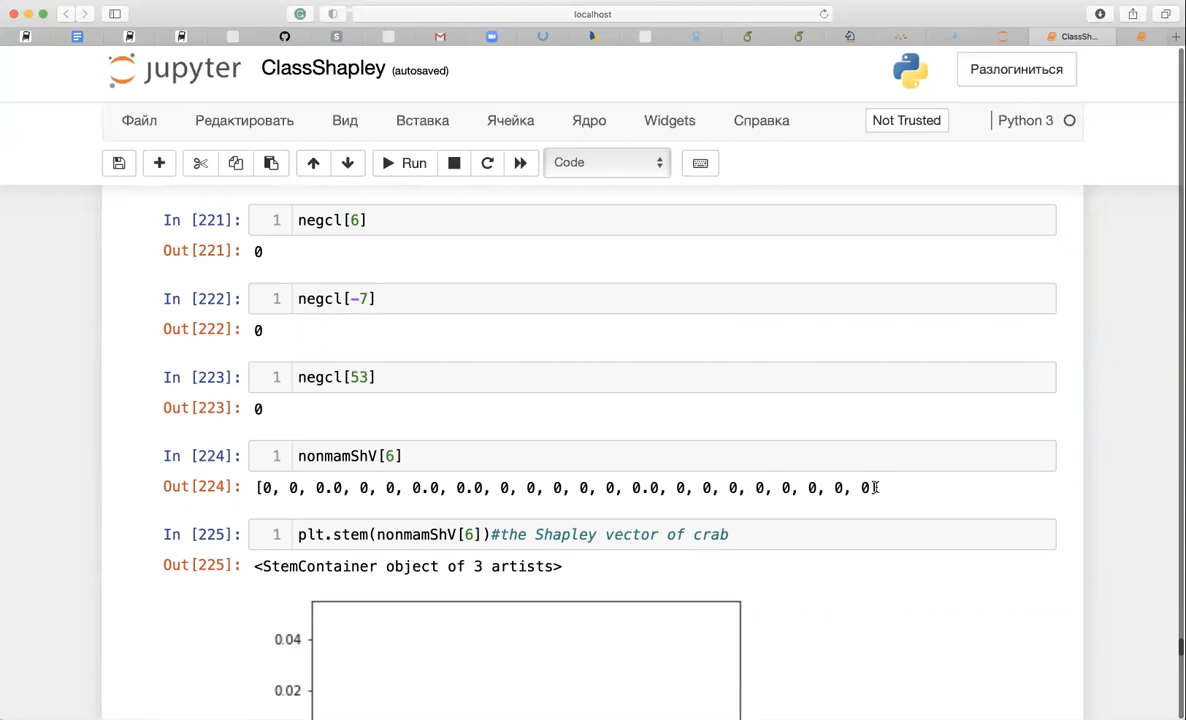 localhost
ClassSh...
jupyter ClassShapley (autosaved)
Разлогиниться
Файл Редактировать Вид Вставка Ячейка Ядро Widgets Справка Not Trusted Python 3
Run Code
In [221]: 1 negcl[6]
Out[221]: 0
In [222]: 1 negcl[-7]
Out[222]: 0
In [223]: 1 negcl[53]
Out[223]: 0
In [224]: 1 nonmamShV[6]
Out[224]: [0, 0, 0.0, 0, 0, 0.0, 0.0, 0, 0, 0, 0, 0, 0.0, 0, 0, 0, 0, 0, 0, 0, 0]
In [225]: 1 plt.stem(nonmamShV[6])#the Shapley vector of crab
Out[225]: <StemContainer object of 3 artists>
0.04
0.02